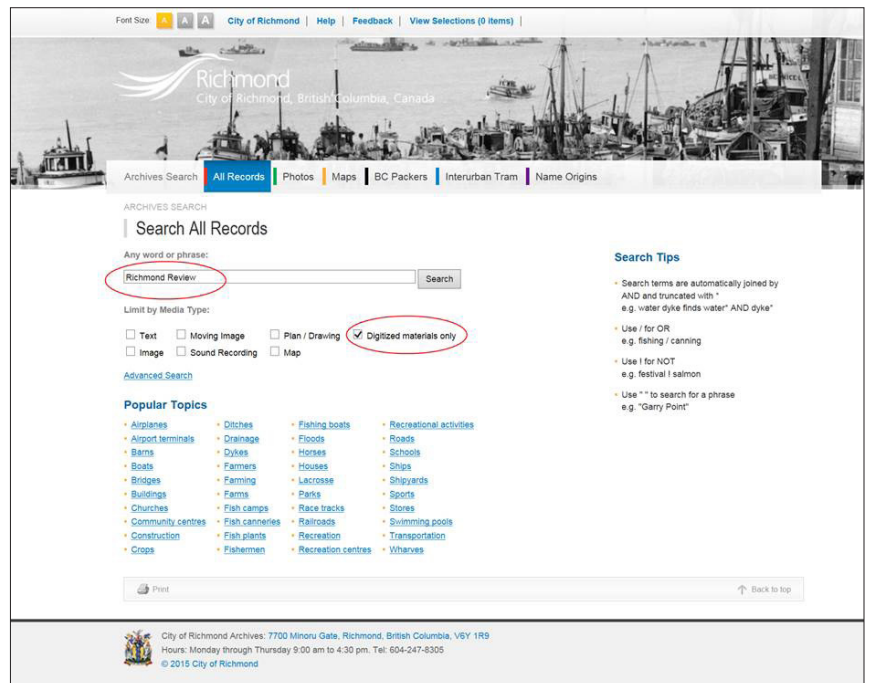 Font Size: A A A City of Richmond | Help | Feedback | View Selections (0 items) |
Richmond
City of Richmond, British Columbia, Canada
Archives Search All Records Photos Maps BC Packers Interurban Tram Name Origins
ARCHIVES SEARCH
Search All Records
Any word or phrase:
Richmond Review Search
Limit by Media Type:
Text Moving Image Plan / Drawing Digitized materials only
Image Sound Recording Map
Advanced Search
Popular Topics
Airplanes Ditches Fishing boats Recreational activities
Airport terminals Drainage Floods Roads
Barns Dykes Horses Schools
Boats Farmers Houses Ships
Bridges Farming Lacrosse Shipyards
Buildings Farms Parks Sports
Churches Fish camps Race tracks Stores
Community centres Fish canneries Railroads Swimming pools
Construction Fish plants Recreation Transportation
Crops Fishermen Recreation centres Wharves
Search Tips
Search terms are automatically joined by
AND and truncated with *
e.g. water dyke finds water* AND dyke*
Use / for OR
e.g. fishing / canning
Use ! for NOT
e.g. festival ! salmon
Use " " to search for a phrase
e.g. "Garry Point"
Print Back to top
City of Richmond Archives: 7700 Minoru Gate, Richmond, British Columbia, V6Y 1R9
Hours: Monday through Thursday 9:00 am to 4:30 pm. Tel: 604-247-8305
© 2015 City of Richmond